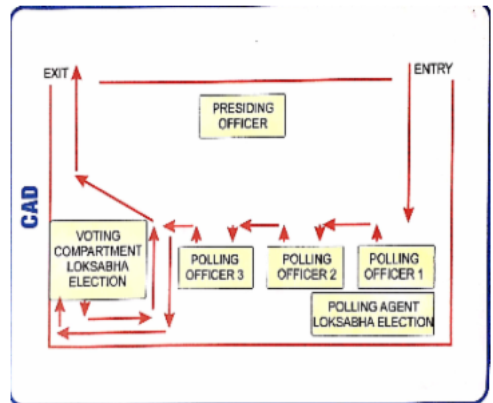 EXIT
ENTRY
PRESIDING
OFFICER
CAD
VOTING
COMPARTMENT
LOKSABHA
ELECTION
POLLING
OFFICER 3
POLLING
OFFICER 2
POLLING
OFFICER 1
POLLING AGENT
LOKSABHA ELECTION